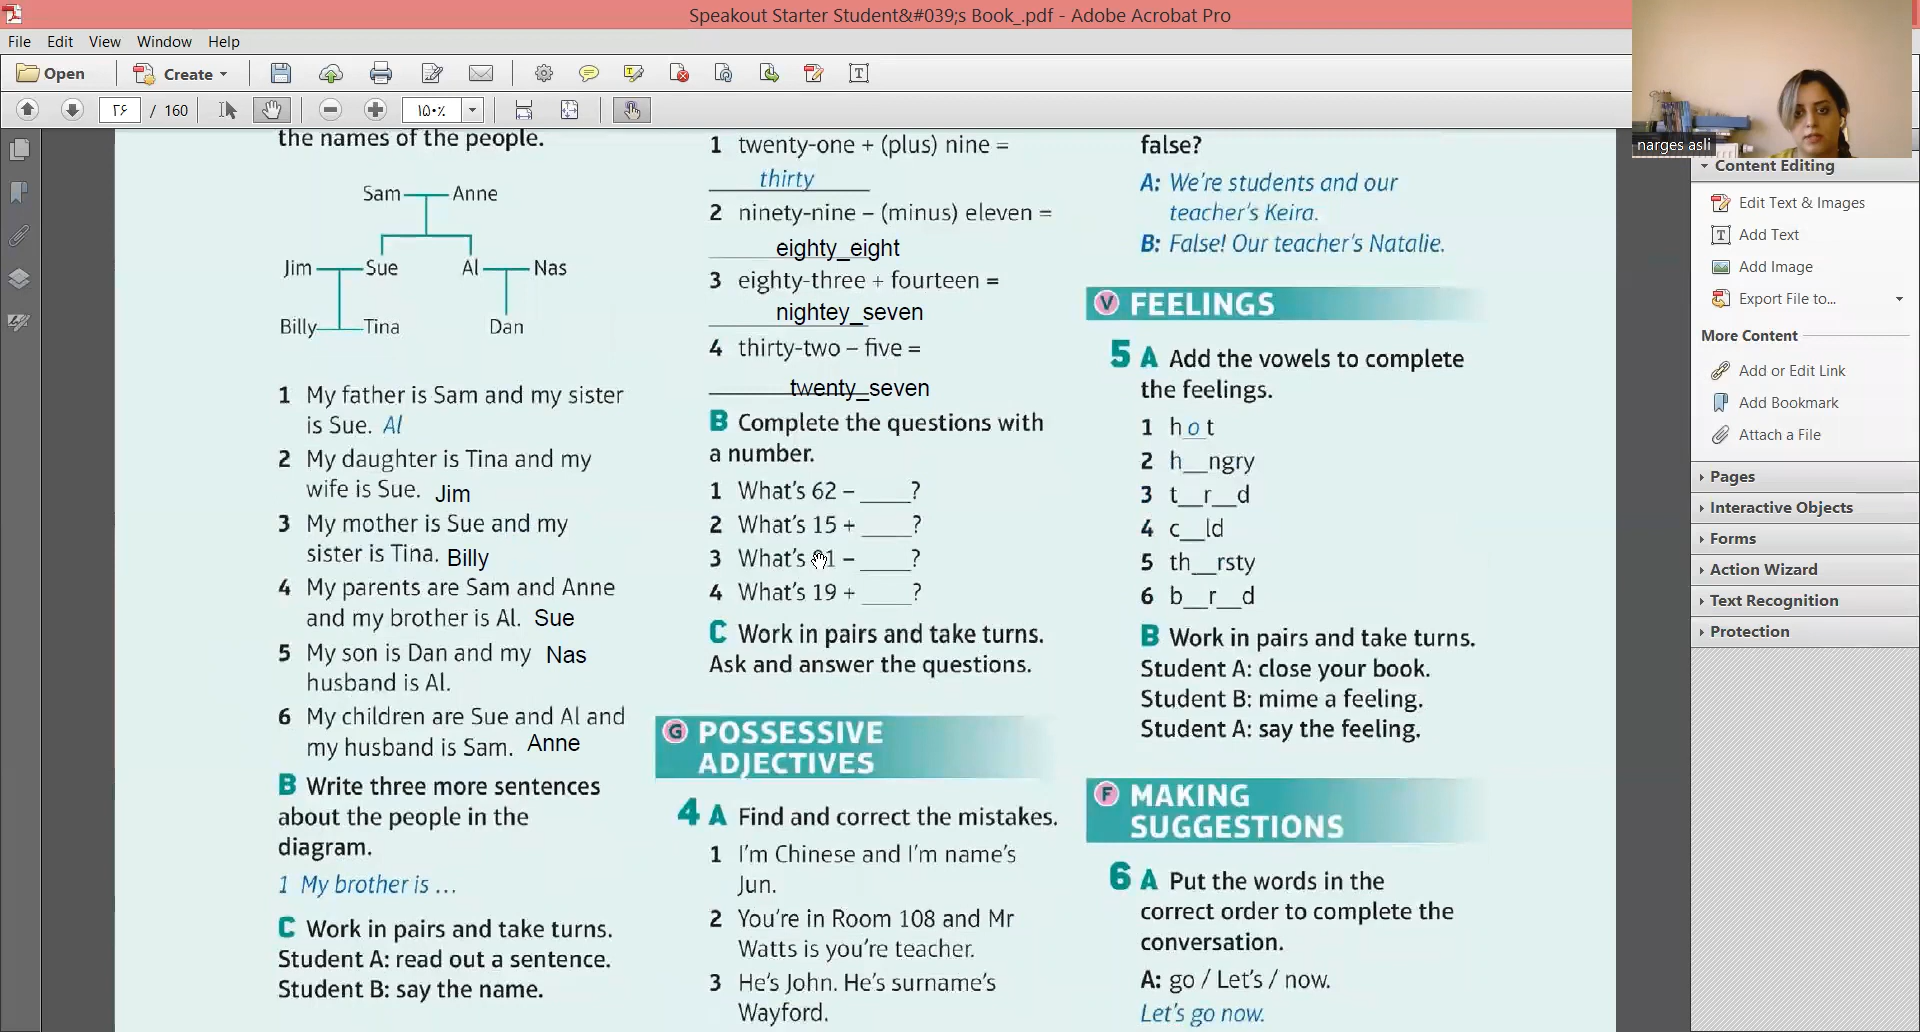 Speakout Starter Student&#039;s Book_.pdf - Adobe Acrobat Pro
File Edit View Window Help
Open Create
۲۶ / 160 ۱۵۰٪
narges asli
the names of the people.
Sam Anne
Jim Sue Al Nas
Billy Tina Dan
1 My father is Sam and my sister
is Sue. Al
2 My daughter is Tina and my
wife is Sue. Jim
3 My mother is Sue and my
sister is Tina. Billy
4 My parents are Sam and Anne
and my brother is Al. Sue
5 My son is Dan and my Nas
husband is Al.
6 My children are Sue and Al and
my husband is Sam. Anne
B Write three more sentences
about the people in the
diagram.
1 My brother is ...
C Work in pairs and take turns.
Student A: read out a sentence.
Student B: say the name.
1 twenty-one + (plus) nine =
thirty
2 ninety-nine – (minus) eleven =
eighty_eight
3 eighty-three + fourteen =
nightey_seven
4 thirty-two – five =
twenty_seven
B Complete the questions with
a number.
1 What's 62 – ____?
2 What's 15 + ____?
3 What's – ____?
4 What's 19 + ____?
C Work in pairs and take turns.
Ask and answer the questions.
G POSSESSIVE
ADJECTIVES
4 A Find and correct the mistakes.
1 I'm Chinese and I'm name's
Jun.
2 You're in Room 108 and Mr
Watts is you're teacher.
3 He's John. He's surname's
Wayford.
false?
A: We're students and our
teacher's Keira.
B: False! Our teacher's Natalie.
V FEELINGS
5 A Add the vowels to complete
the feelings.
1 h o t
2 h__ngry
3 t__r__d
4 c__ld
5 th__rsty
6 b__r__d
B Work in pairs and take turns.
Student A: close your book.
Student B: mime a feeling.
Student A: say the feeling.
F MAKING
SUGGESTIONS
6 A Put the words in the
correct order to complete the
conversation.
A: go / Let's / now.
Let's go now.
Content Editing
Edit Text & Images
Add Text
Add Image
Export File to...
More Content
Add or Edit Link
Add Bookmark
Attach a File
Pages
Interactive Objects
Forms
Action Wizard
Text Recognition
Protection